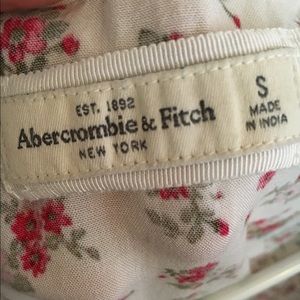 EST. 1892
Abercrombie & Fitch
NEW YORK
S
MADE
IN INDIA